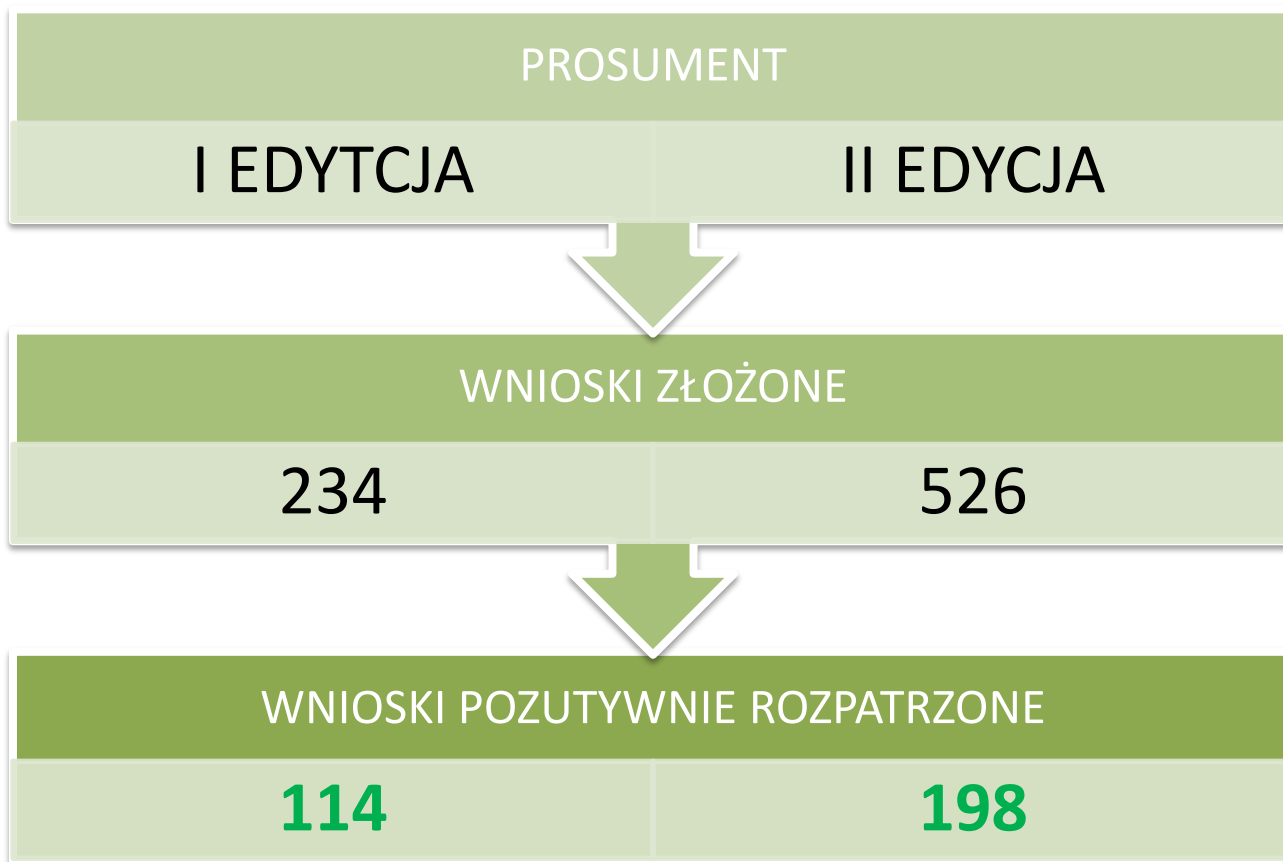 PROSUMENT
I EDYTCJA II EDYCJA
WNIOSKI ZŁOŻONE
234 526
WNIOSKI POZUTYWNIE ROZPATRZONE
114 198